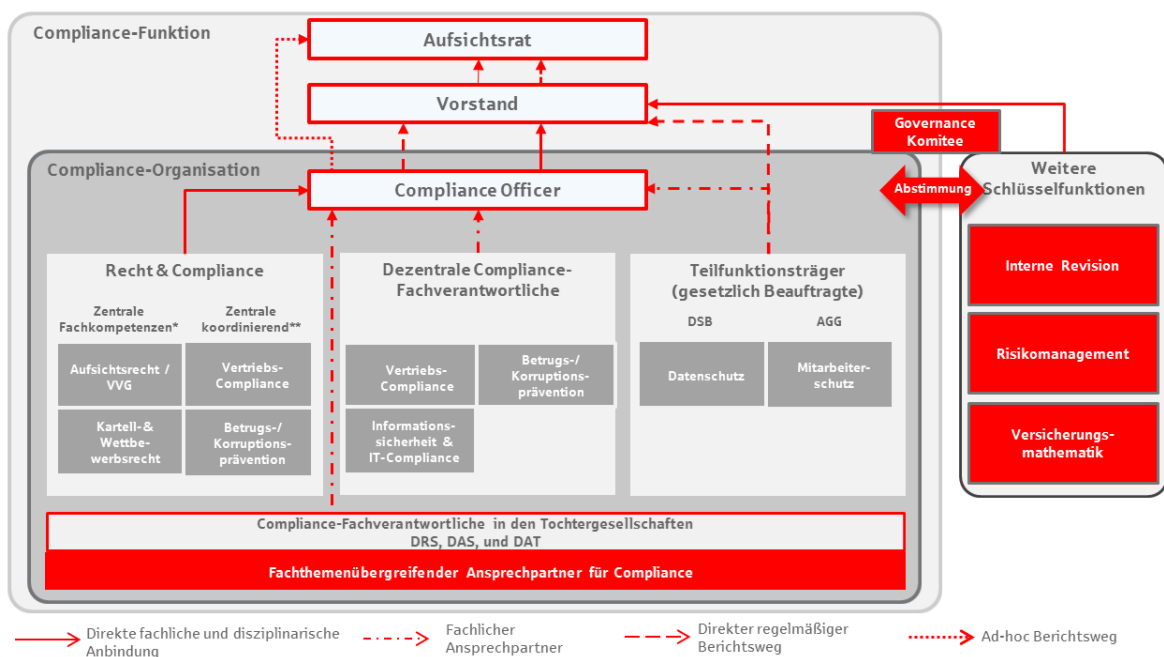 Compliance-Funktion
Aufsichtsrat
Vorstand
Governance
Komitee
Compliance-Organisation
Compliance Officer
Abstimmung
Weitere
Schlüsselfunktionen
Recht & Compliance
Zentrale
Fachkompetenzen*
Zentrale
koordinierend**
Aufsichtsrecht /
VVG
Vertriebs-
Compliance
Kartell-&
Wettbe-
werbsrecht
Betrugs-/
Korruptions-
prävention
Dezentrale Compliance-
Fachverantwortliche
Vertriebs-
Compliance
Betrugs-/
Korruptions-
prävention
Informations-
sicherheit &
IT-Compliance
Teilfunktionsträger
(gesetzlich Beauftragte)
DSB
AGG
Datenschutz
Mitarbeiter-
schutz
Interne Revision
Risikomanagement
Versicherungs-
mathematik
Compliance-Fachverantwortliche in den Tochtergesellschaften
DRS, DAS, und DAT
Fachthemenübergreifender Ansprechpartner für Compliance
Direkte fachliche und disziplinarische
Anbindung
Fachlicher
Ansprechpartner
Direkter regelmäßiger
Berichtsweg
Ad-hoc Berichtsweg